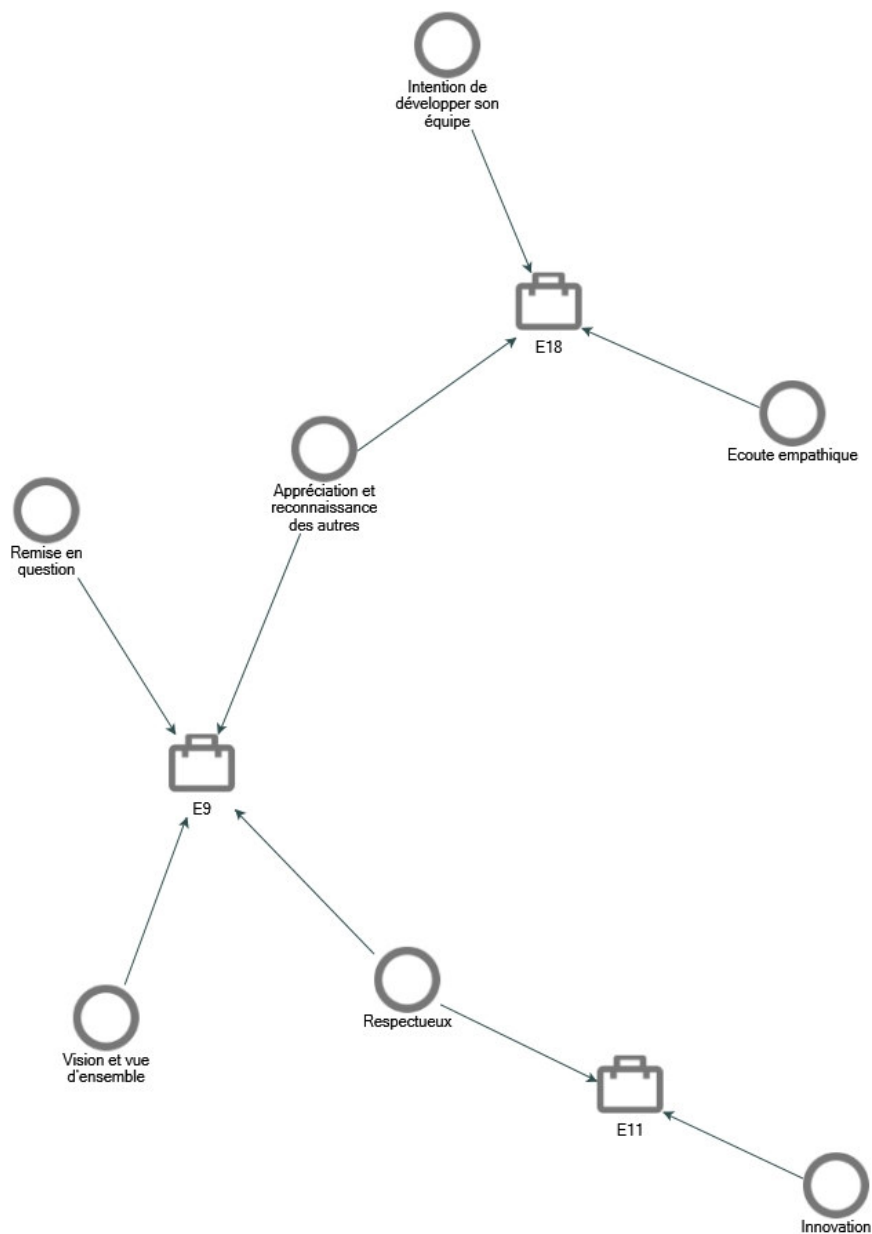 Intention de
développer son
équipe
E18
Ecoute empathique
Appréciation et
reconnaissance
des autres
Remise en
question
E9
Respectueux
Vision et vue
d'ensemble
E11
Innovation